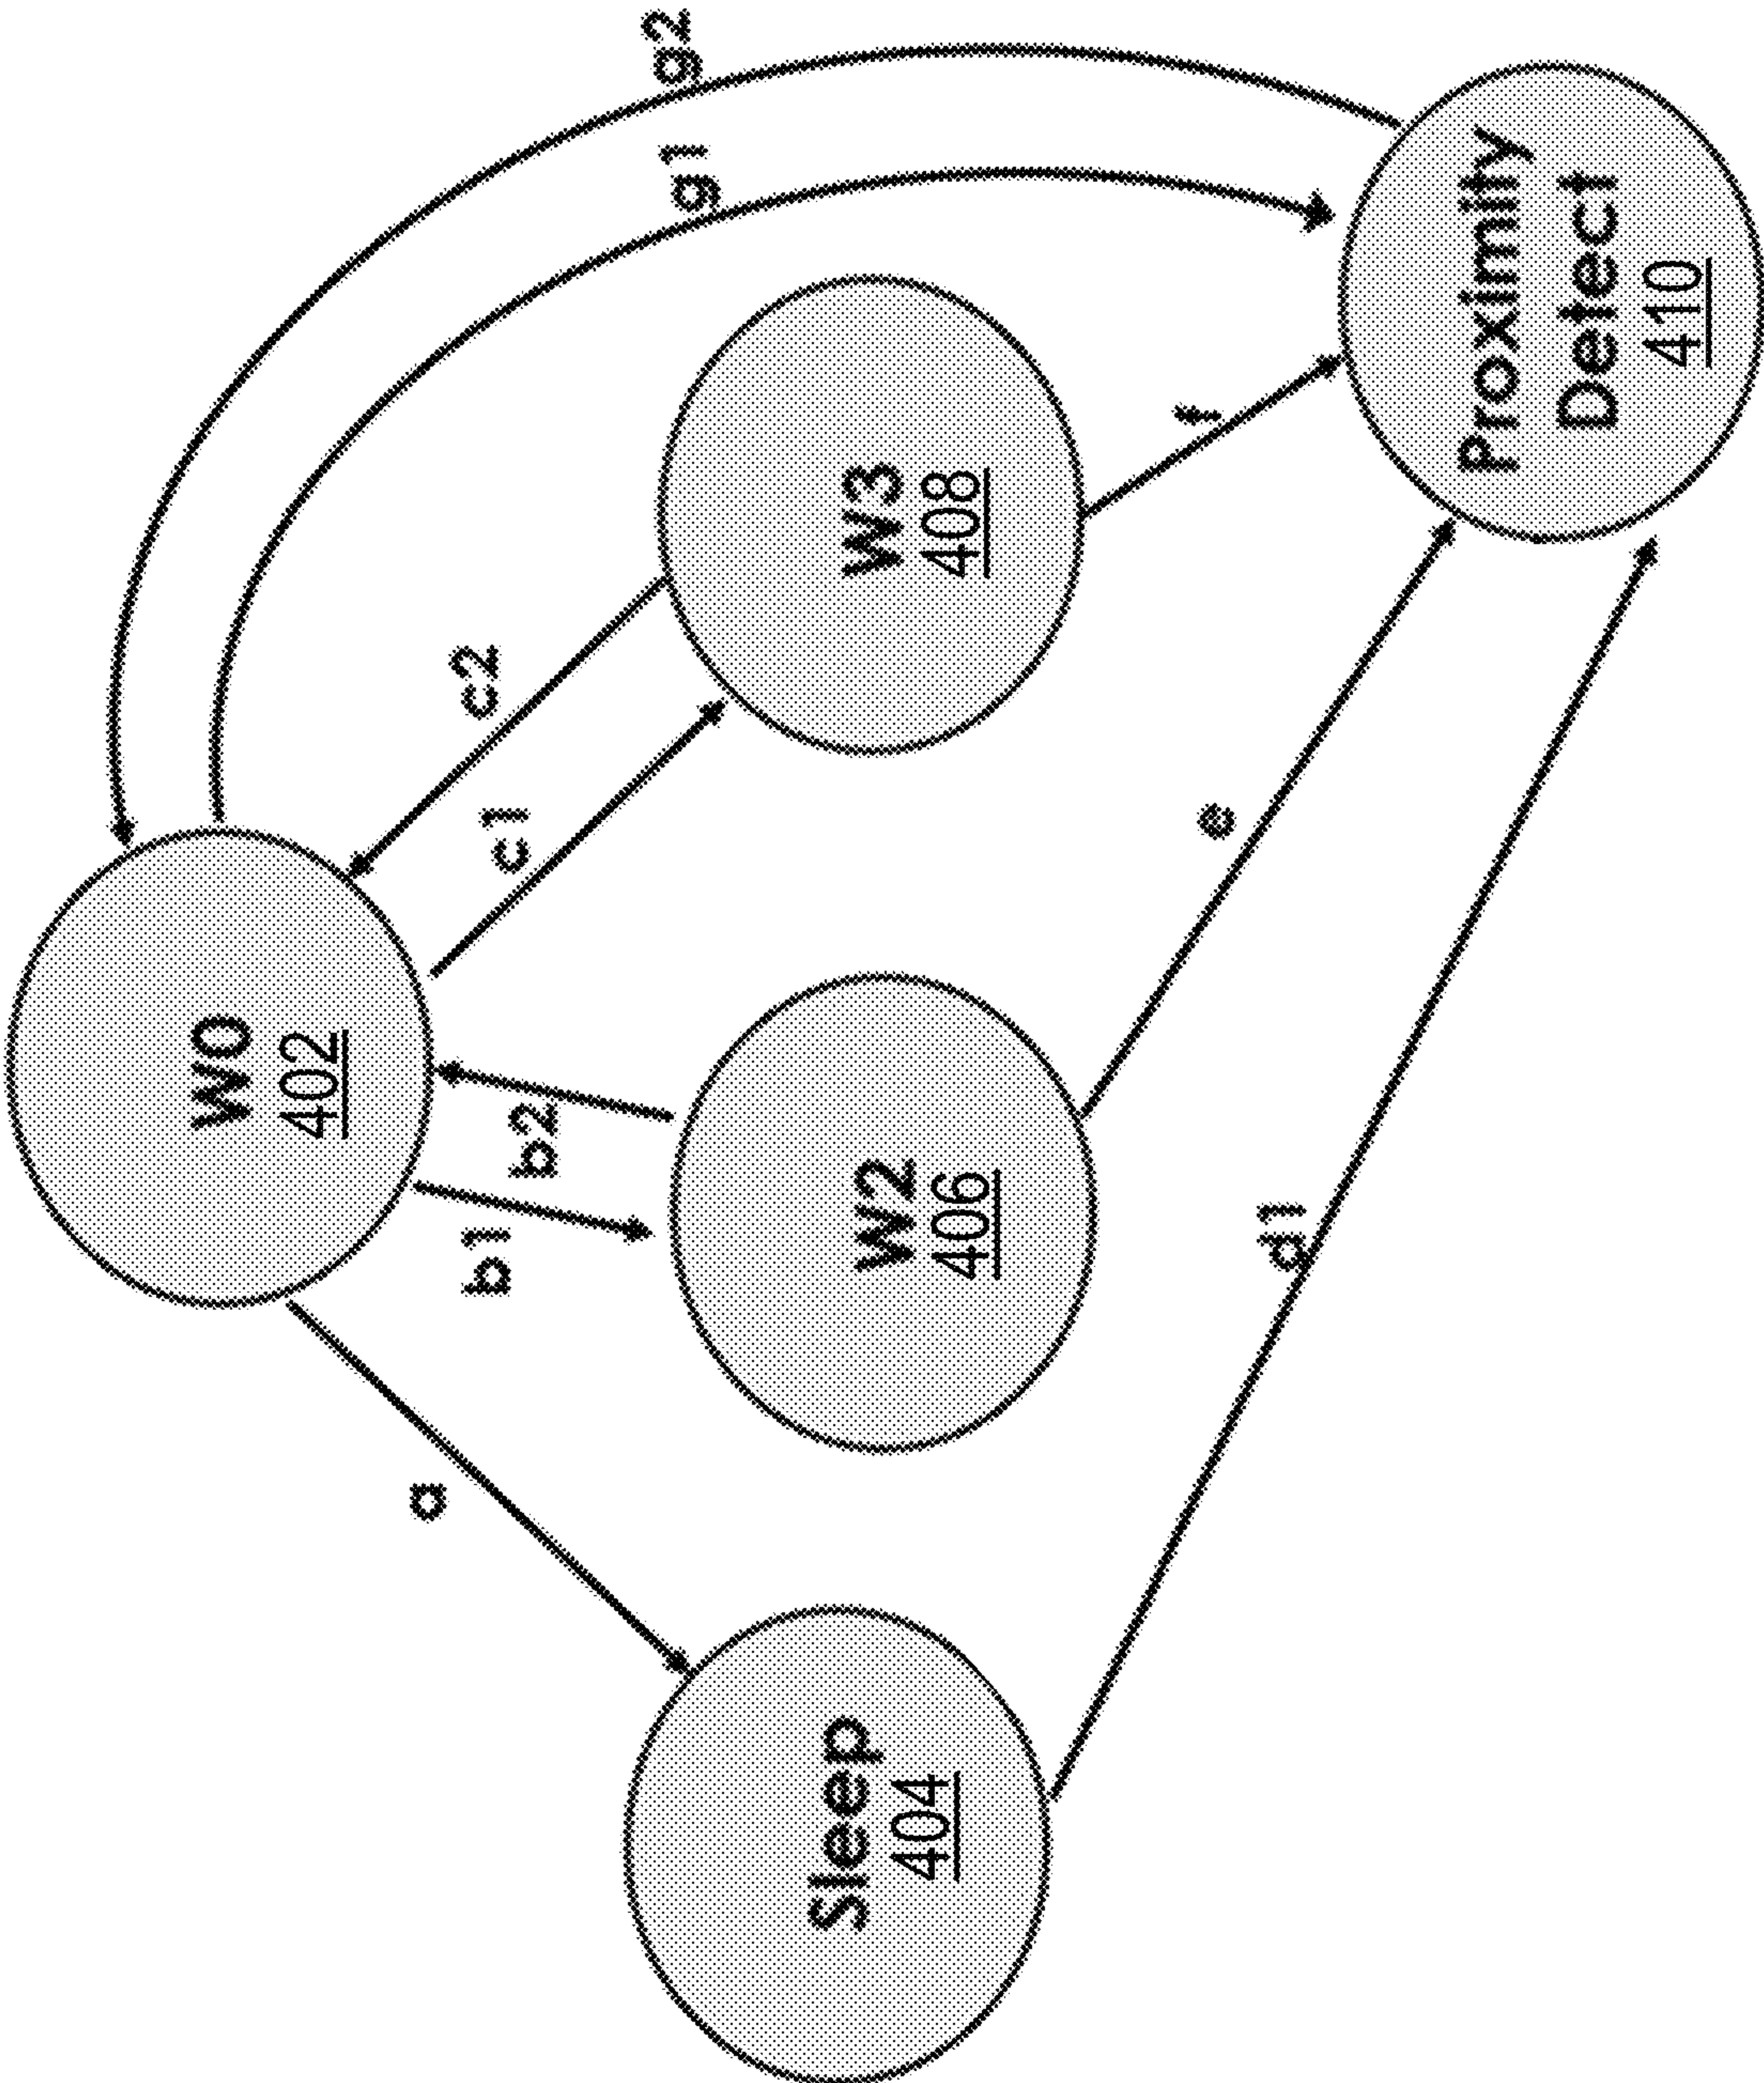 W0
402
a
b1
b2
c1
c2
g1
g2
Sleep
404
W2
406
W3
408
d1
e
f
Proximity
Detect
410